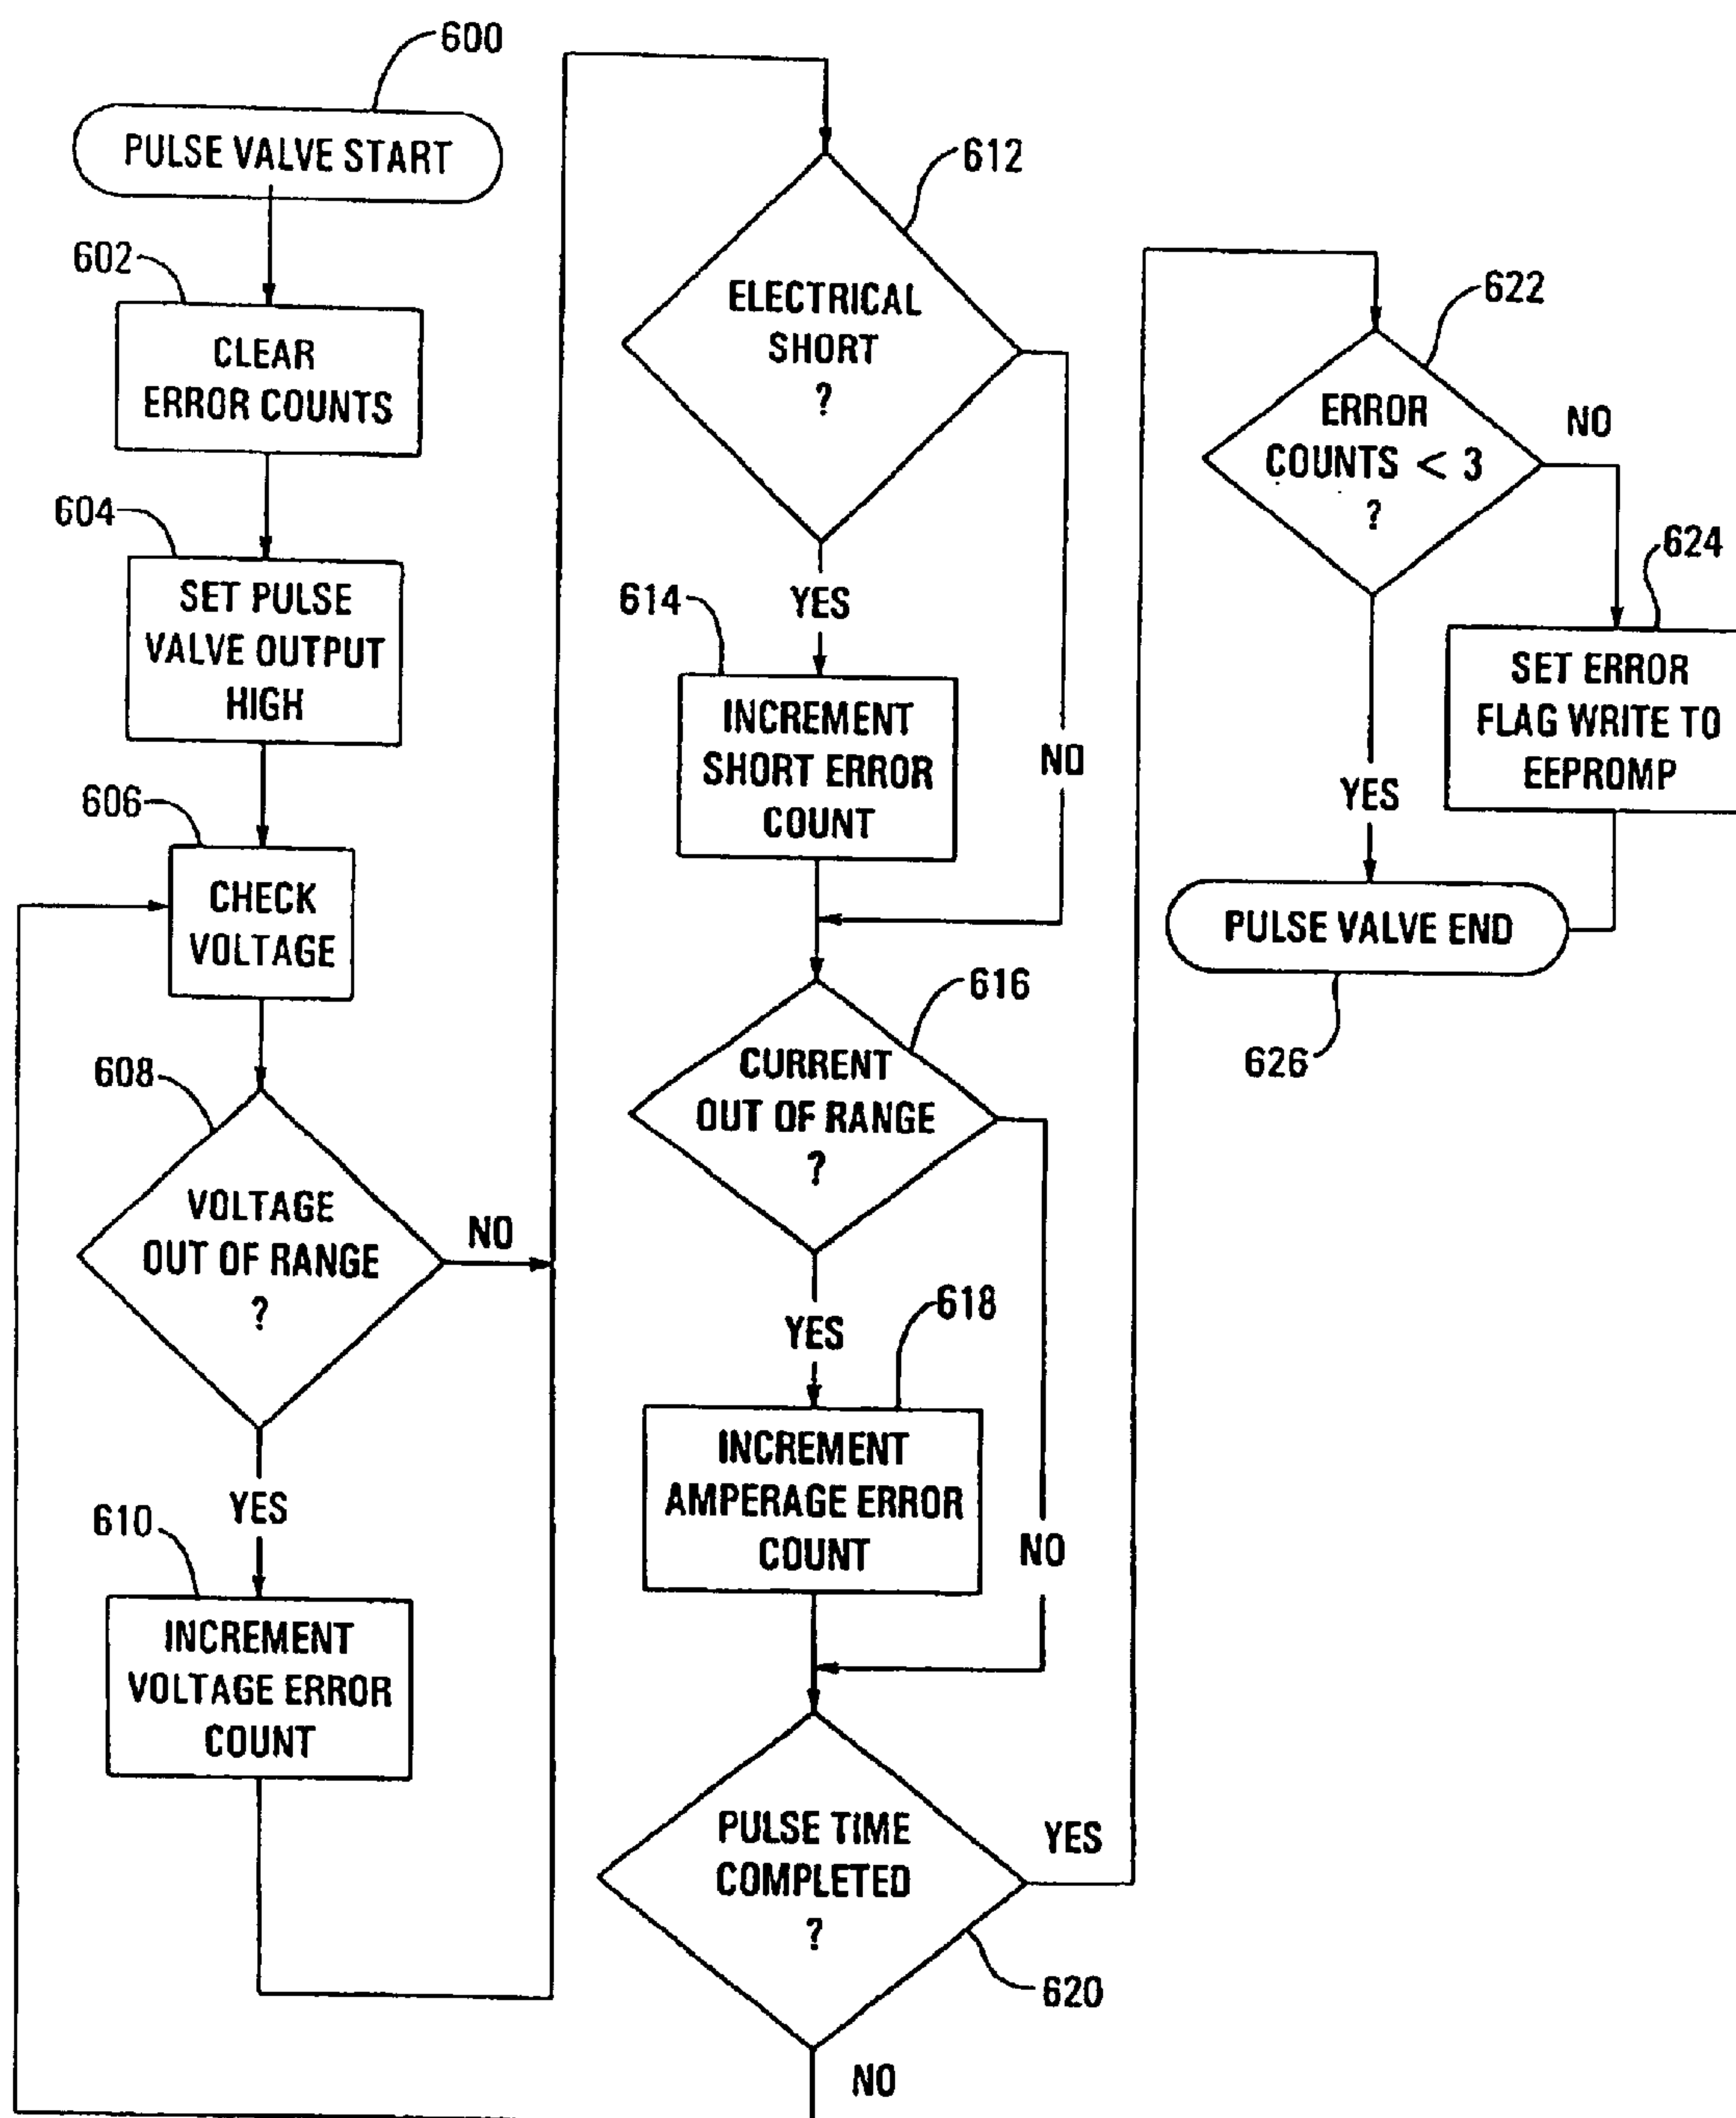 600
PULSE VALVE START
602
CLEAR
ERROR COUNTS
604
SET PULSE
VALVE OUTPUT
HIGH
606
CHECK
VOLTAGE
608
VOLTAGE
OUT OF RANGE
?
NO
YES
610
INCREMENT
VOLTAGE ERROR
COUNT
612
ELECTRICAL
SHORT
?
YES
NO
614
INCREMENT
SHORT ERROR
COUNT
616
CURRENT
OUT OF RANGE
?
YES
NO
618
INCREMENT
AMPERAGE ERROR
COUNT
PULSE TIME
COMPLETED
?
YES
620
NO
622
ERROR
COUNTS < 3
?
NO
YES
624
SET ERROR
FLAG WRITE TO
EEPROMP
PULSE VALVE END
626